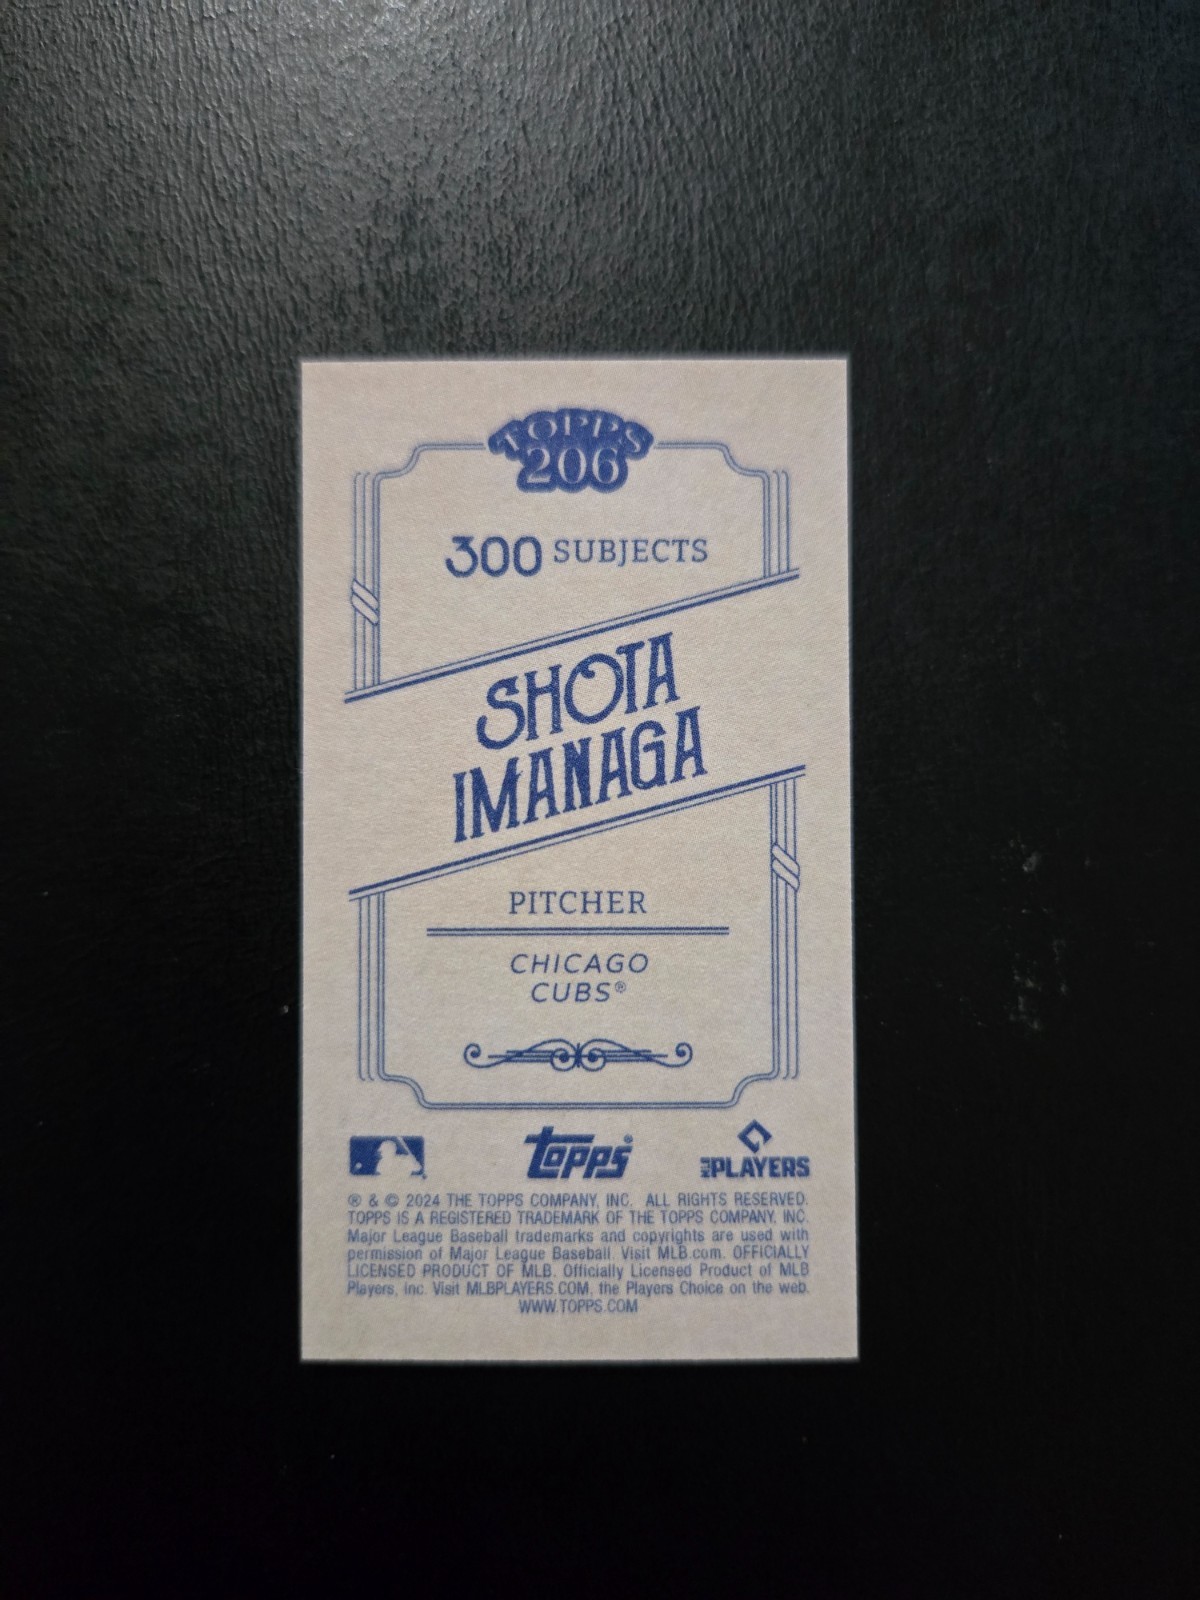 TOPPS
206
300 SUBJECTS
SHOTA
IMANAGA
PITCHER
CHICAGO
CUBS®
topps®
MLB PLAYERS
® & © 2024 THE TOPPS COMPANY, INC. ALL RIGHTS RESERVED.
TOPPS IS A REGISTERED TRADEMARK OF THE TOPPS COMPANY, INC.
Major League Baseball trademarks and copyrights are used with
permission of Major League Baseball. Visit MLB.com. OFFICIALLY
LICENSED PRODUCT OF MLB. Officially Licensed Product of MLB
Players, Inc. Visit MLBPLAYERS.COM, the Players Choice on the web.
WWW.TOPPS.COM